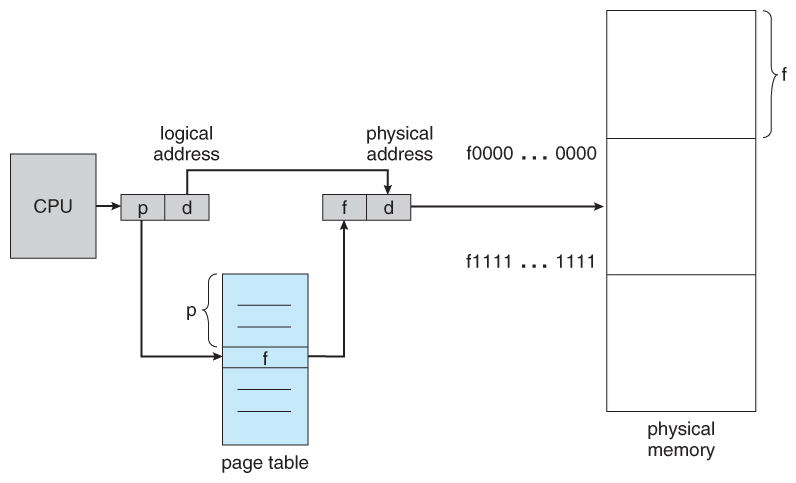 f
logical
address
physical
address
f0000 ... 0000
CPU
p
d
f
d
f1111 ... 1111
p
f
page table
physical
memory